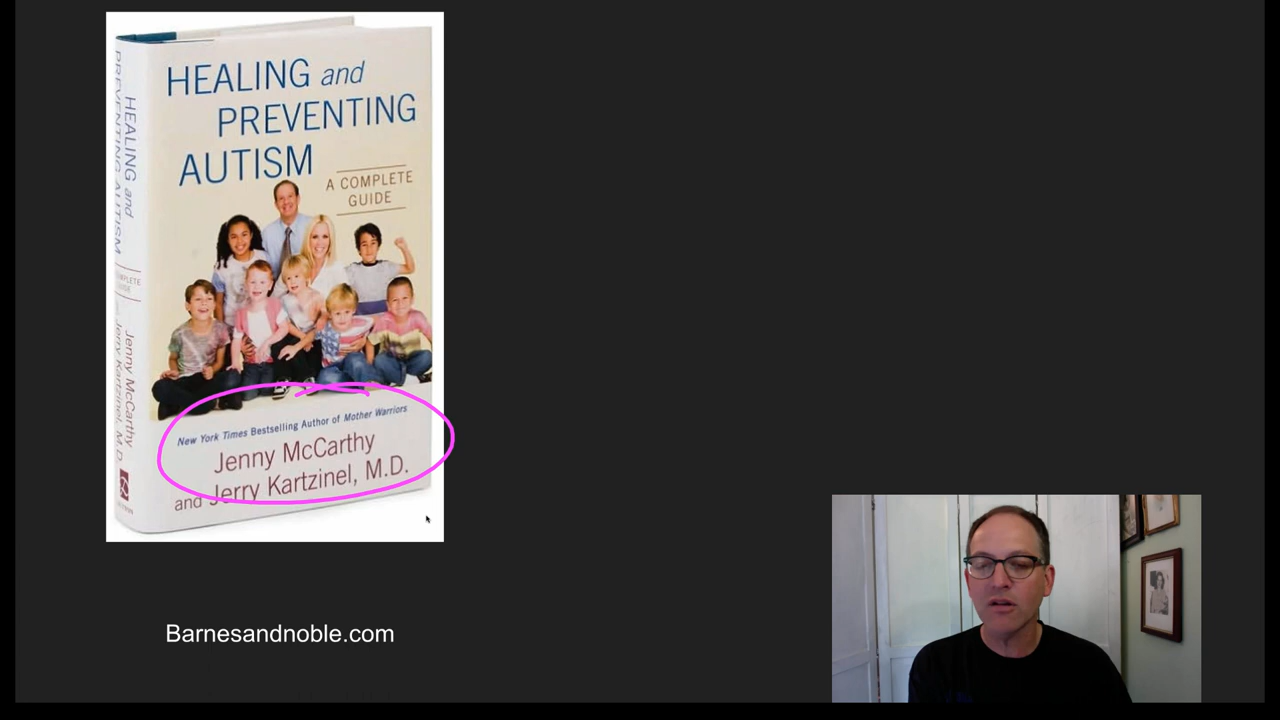 HEALING and
PREVENTING
AUTISM
A COMPLETE
GUIDE
New York Times Bestselling Author of Mother Warriors
Jenny McCarthy
and Jerry Kartzinel, M.D.
HEALING and
PREVENTING AUTISM
COMPLETE
GUIDE
Jenny McCarthy
Jerry Kartzinel, M.D.
Barnesandnoble.com